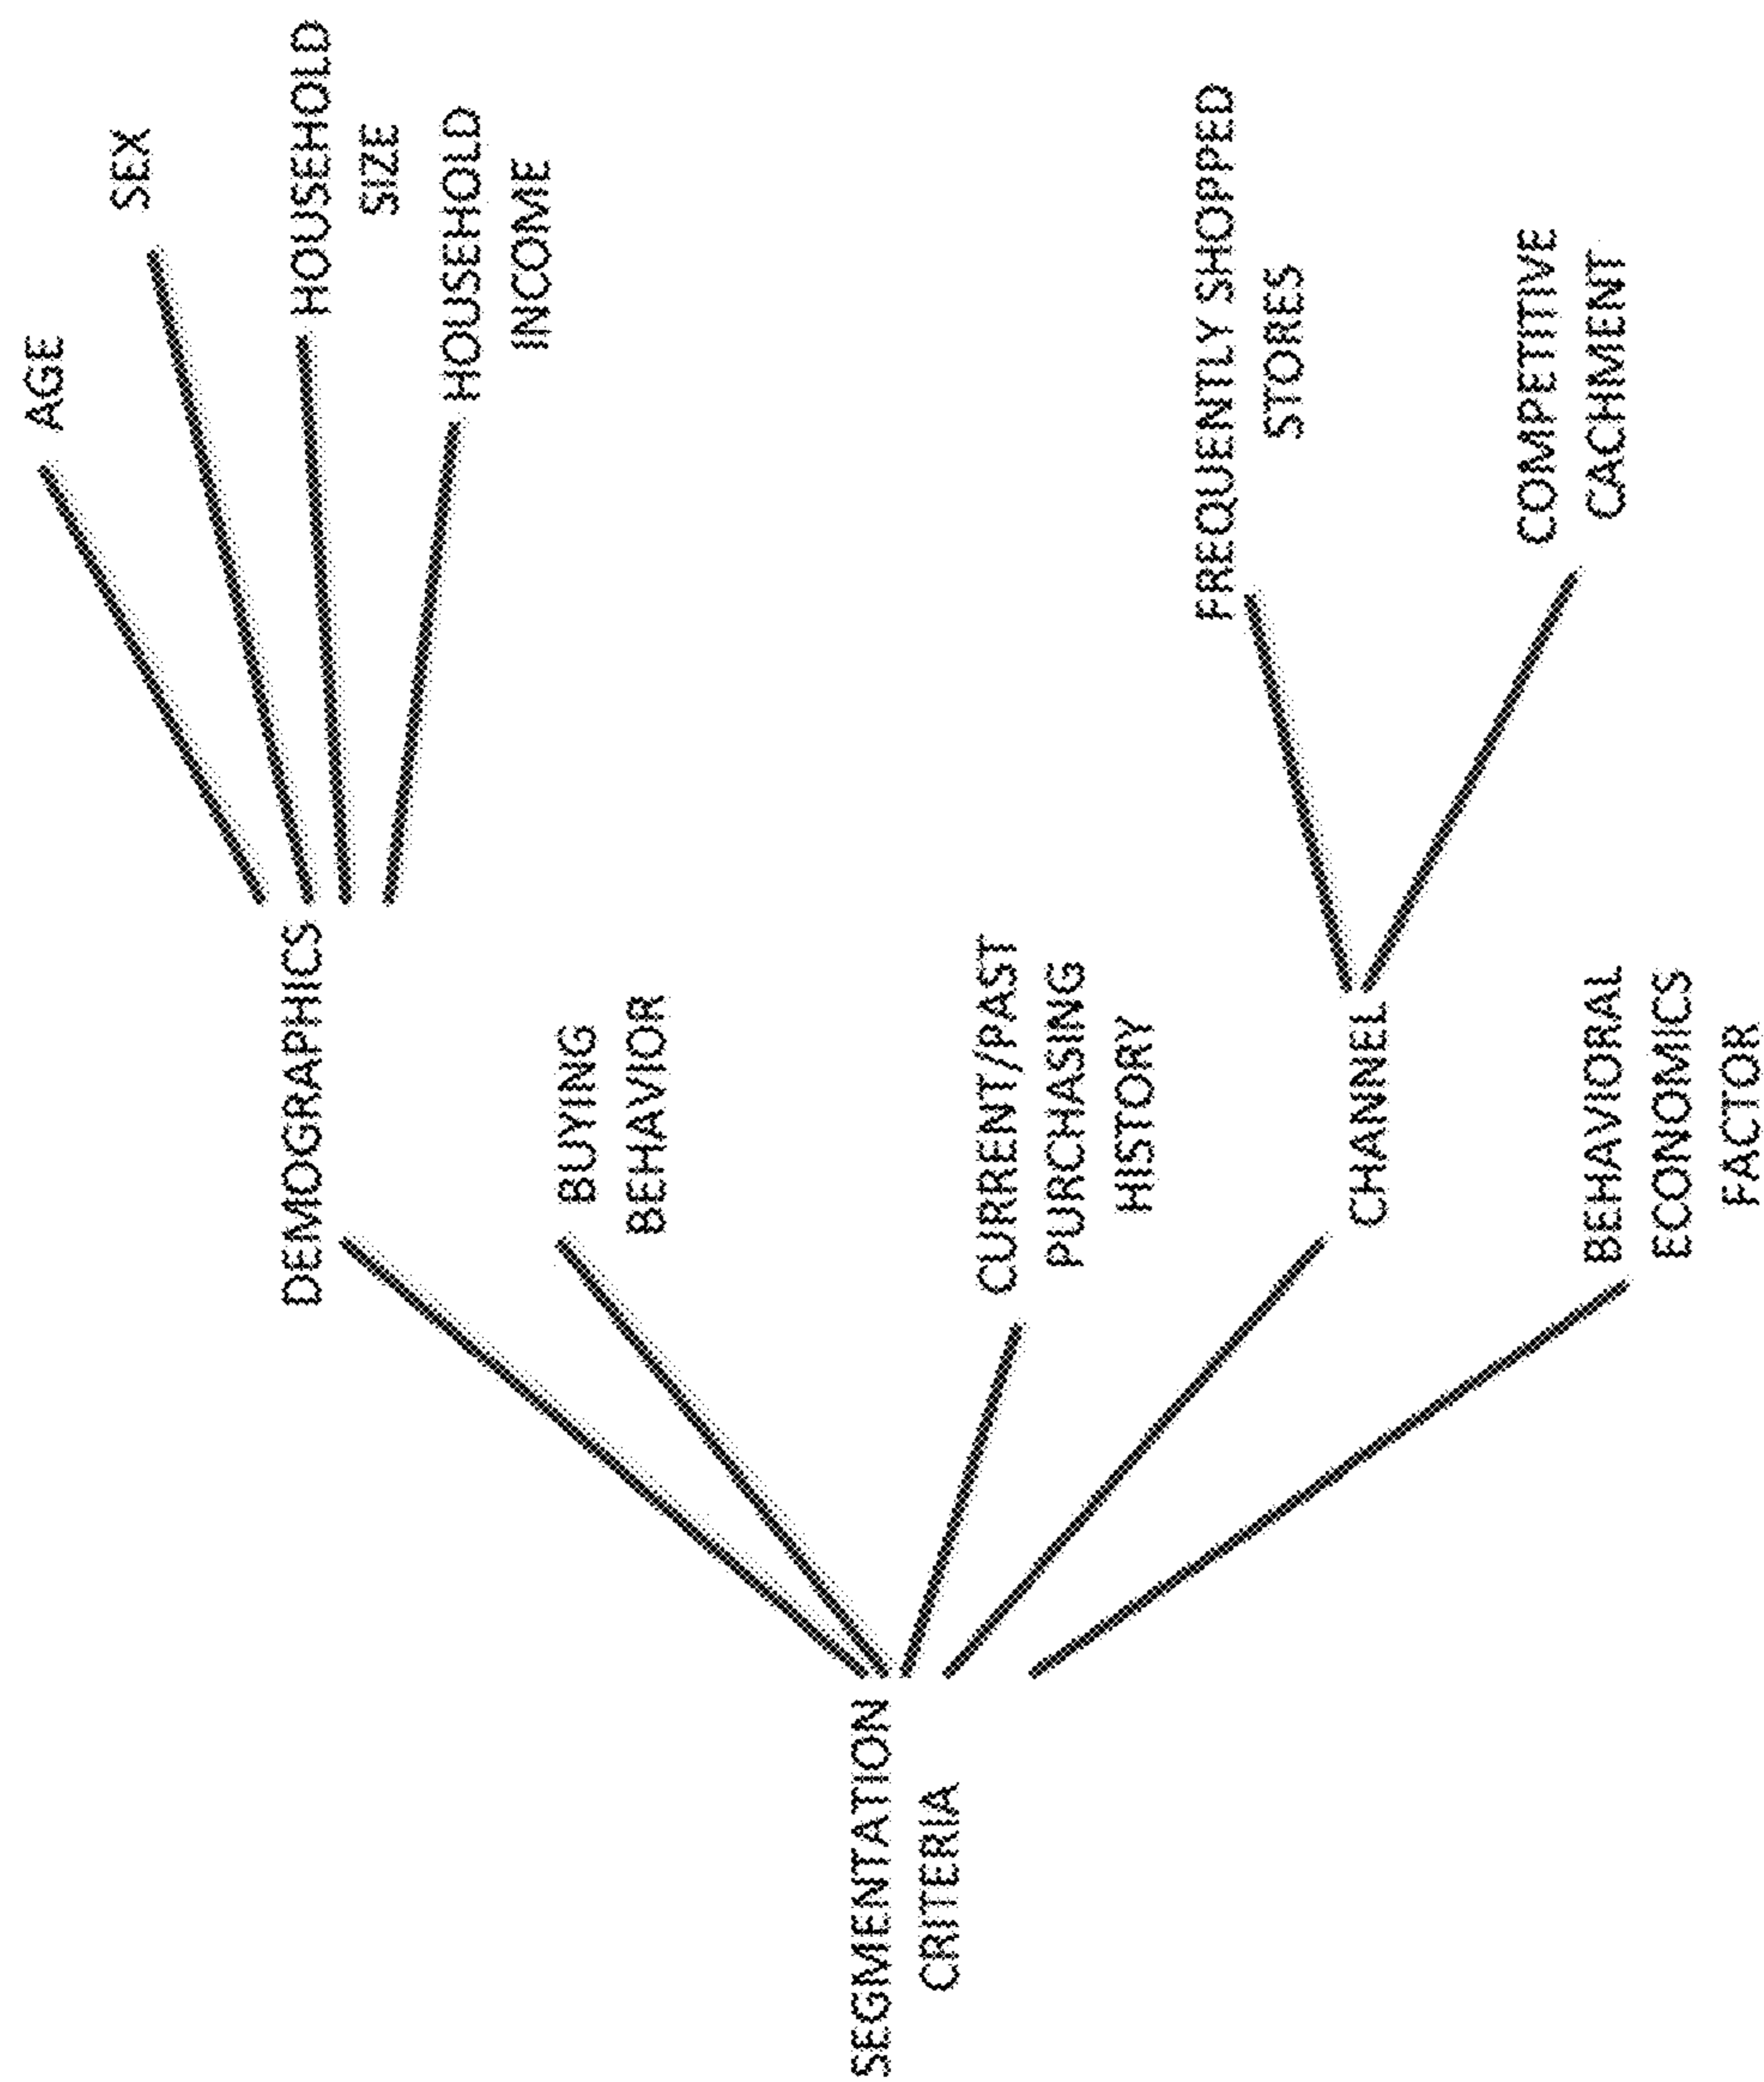 AGE
SEX
HOUSEHOLD
SIZE
HOUSEHOLD
INCOME
DEMOGRAPHICS
BUYING
BEHAVIOR
SEGMENTATION
CRITERIA
CURRENT/PAST
PURCHASING
HISTORY
FREQUENTLY SHOPPED
STORES
CHANNEL
COMPETITIVE
CACHMENT
BEHAVIORAL
ECONOMICS
FACTOR